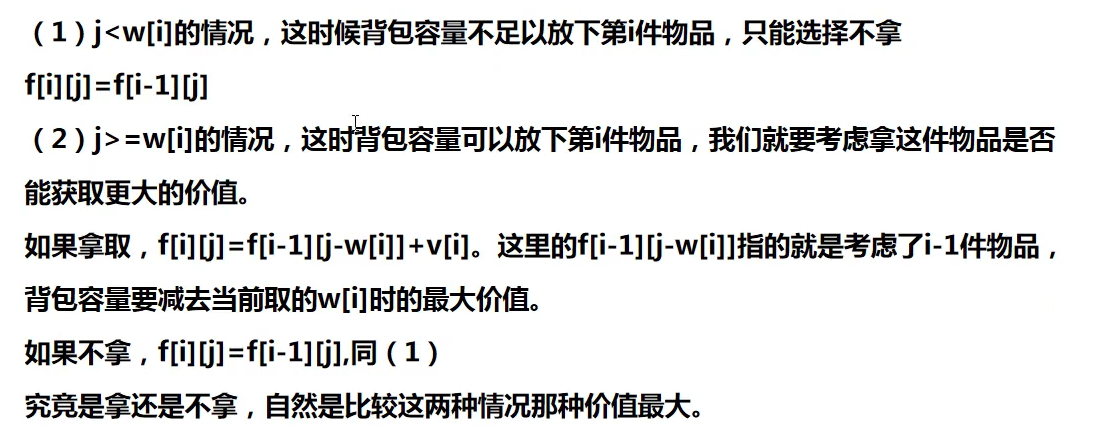 （1）j<w[i]的情况，这时候背包容量不足以放下第i件物品，只能选择不拿
f[i][j]=f[i-1][j]
（2）j>=w[i]的情况，这时背包容量可以放下第i件物品，我们就要考虑拿这件物品是否
能获取更大的价值。
如果拿取，f[i][j]=f[i-1][j-w[i]]+v[i]。这里的f[i-1][j-w[i]]指的就是考虑了i-1件物品，
背包容量要减去当前取的w[i]时的最大价值。
如果不拿，f[i][j]=f[i-1][j],同（1）
究竟是拿还是不拿，自然是比较这两种情况那种价值最大。